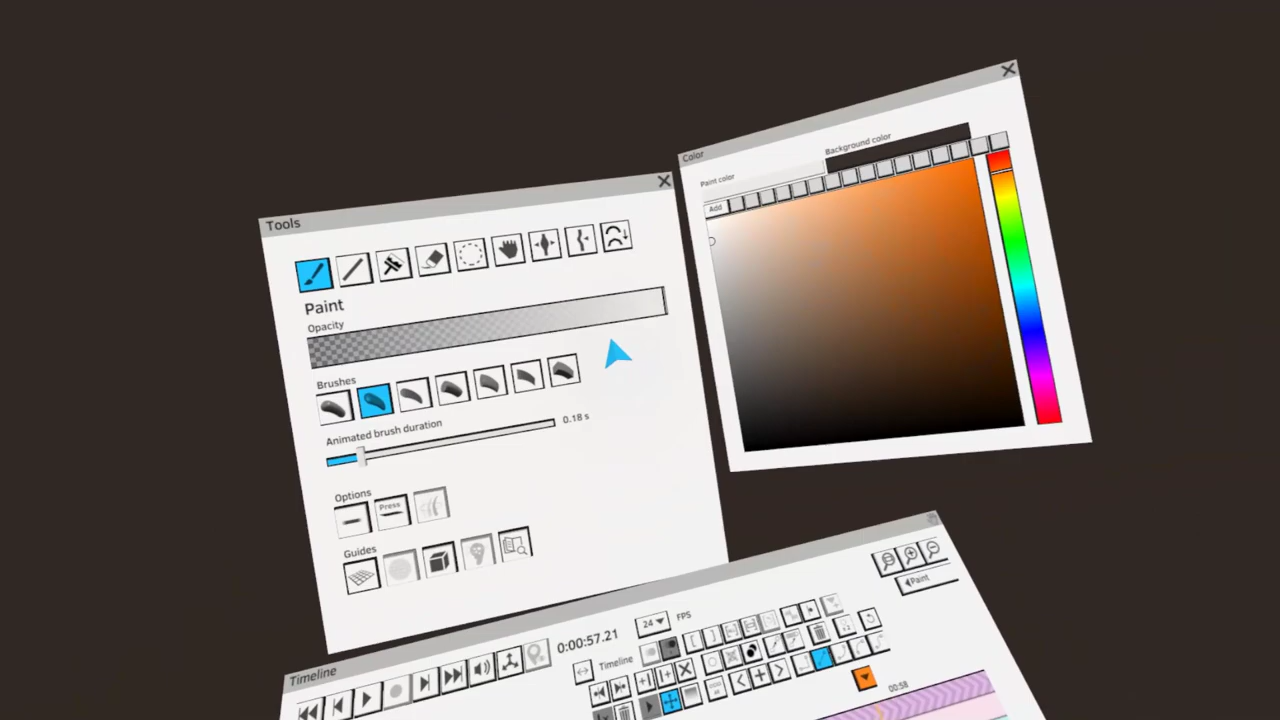 Color
Background color
Paint color
Add
Tools
Paint
Opacity
Brushes
Animated brush duration
0.18 s
Options
Press
Guides
Paint
24
FPS
0:00:57.21
Timeline
Timeline
00:58